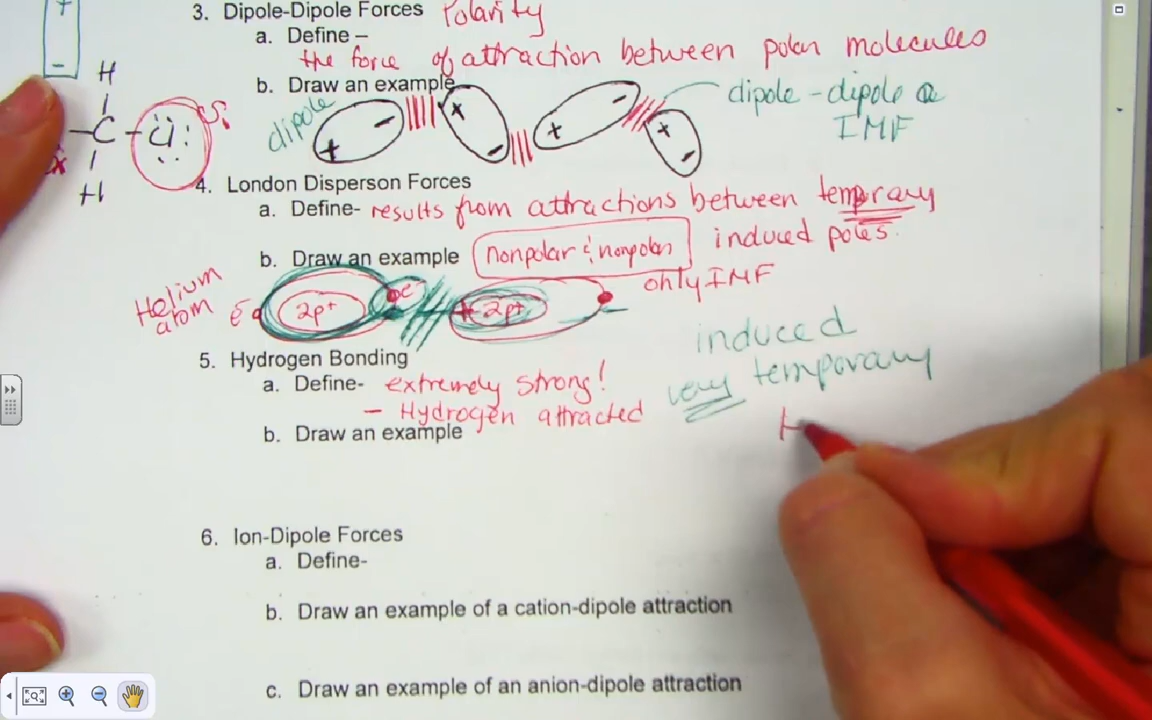 3. Dipole-Dipole Forces Polarity
a. Define –
the force of attraction between polar molecules
b. Draw an example
dipole
+ - + - + - + -
dipole - dipole
IMF
+
-
H
C Cl
H
4. London Disperson Forces
a. Define- results from attractions between temprary
induced poles.
b. Draw an example nonpolar & nonpolar
only IMF
Helium
atom
e- 2p+ e- + 2p+ -
induced
very temporary
5. Hydrogen Bonding
a. Define- extremely strong!
- Hydrogen attracted
b. Draw an example
6. Ion-Dipole Forces
a. Define-
b. Draw an example of a cation-dipole attraction
c. Draw an example of an anion-dipole attraction